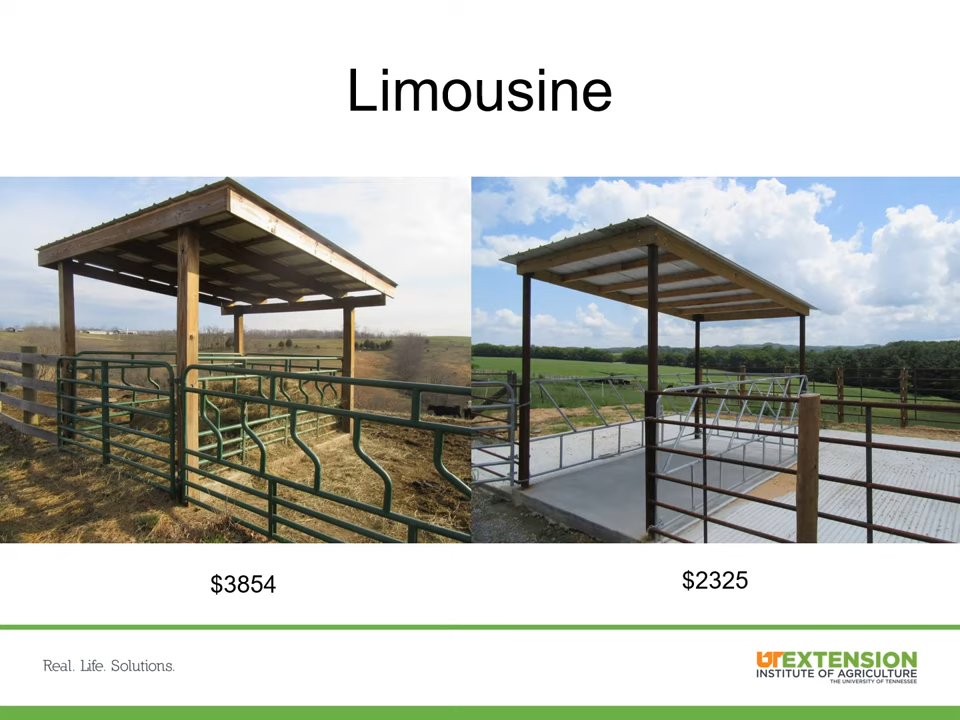 Limousine
$3854
$2325
Real. Life. Solutions.
UTEXTENSION
INSTITUTE OF AGRICULTURE
THE UNIVERSITY OF TENNESSEE